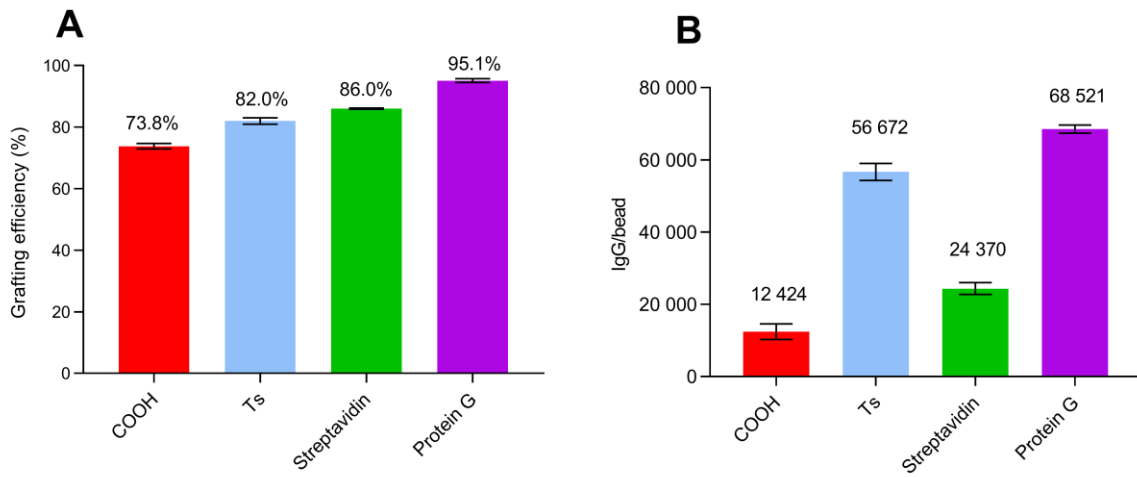 A
Grafting efficiency (%)
100
80
60
40
20
0
73.8%
82.0%
86.0%
95.1%
COOH
Ts
Streptavidin
Protein G
B
IgG/bead
80 000
60 000
40 000
20 000
0
12 424
56 672
24 370
68 521
COOH
Ts
Streptavidin
Protein G